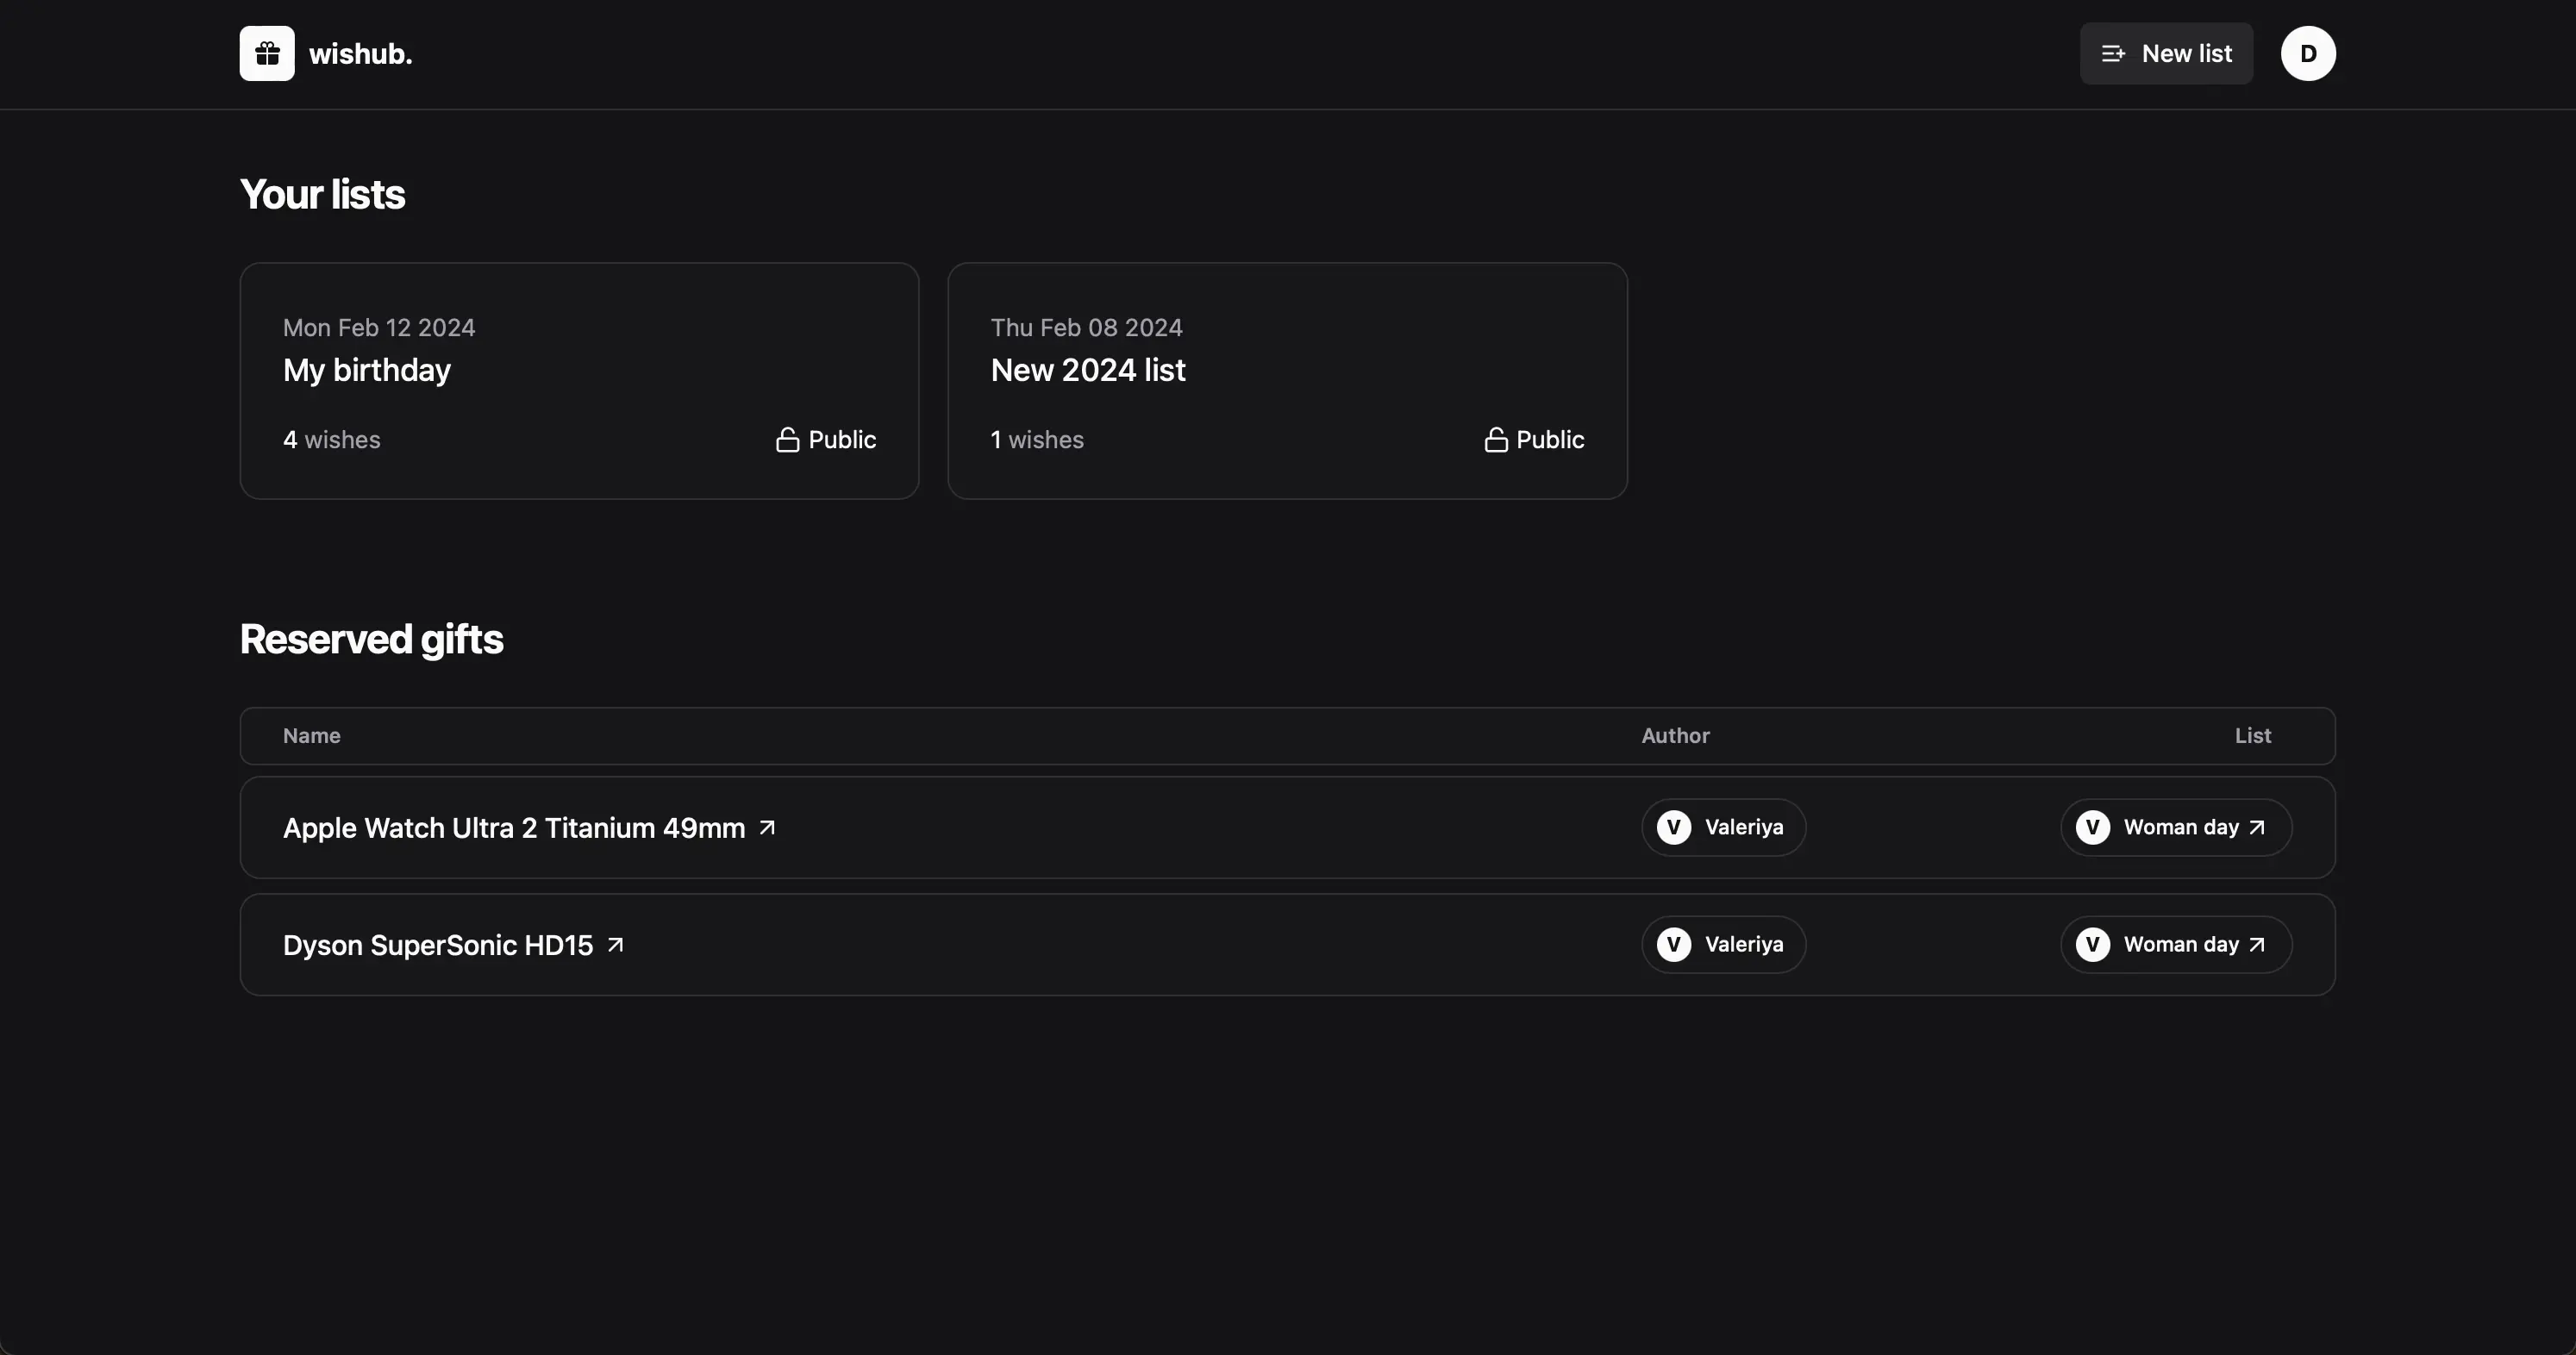 wishub.
New list
D
Your lists
Mon Feb 12 2024
My birthday
4 wishes
Public
Thu Feb 08 2024
New 2024 list
1 wishes
Public
Reserved gifts
Name Author List
Apple Watch Ultra 2 Titanium 49mm V Valeriya V Woman day
Dyson SuperSonic HD15 V Valeriya V Woman day